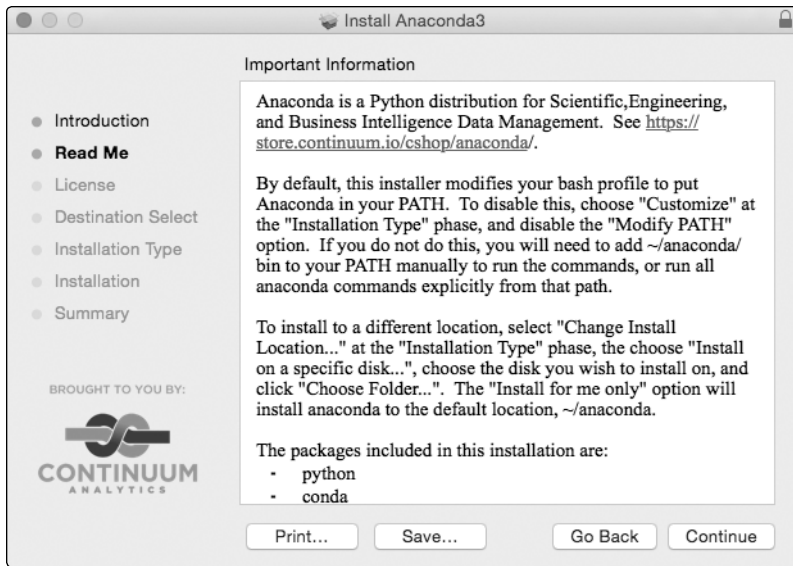 Install Anaconda3
Important Information
Introduction
Read Me
License
Destination Select
Installation Type
Installation
Summary
BROUGHT TO YOU BY:
CONTINUUM
ANALYTICS
Anaconda is a Python distribution for Scientific,Engineering,
and Business Intelligence Data Management.  See https://
store.continuum.io/cshop/anaconda/.
By default, this installer modifies your bash profile to put
Anaconda in your PATH.  To disable this, choose "Customize" at
the "Installation Type" phase, and disable the "Modify PATH"
option.  If you do not do this, you will need to add ~/anaconda/
bin to your PATH manually to run the commands, or run all
anaconda commands explicitly from that path.
To install to a different location, select "Change Install
Location..." at the "Installation Type" phase, the choose "Install
on a specific disk...", choose the disk you wish to install on, and
click "Choose Folder...".  The "Install for me only" option will
install anaconda to the default location, ~/anaconda.
The packages included in this installation are:
- python
- conda
Print...
Save...
Go Back
Continue